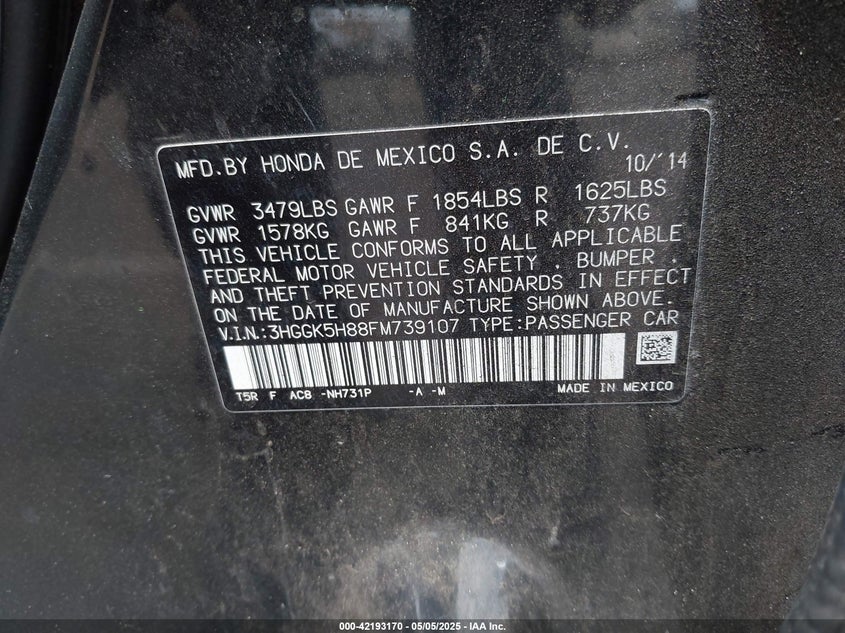 MFD.BY HONDA DE MEXICO S.A. DE C.V.
10/'14
GVWR 3479LBS GAWR F 1854LBS R 1625LBS
GVWR 1578KG GAWR F 841KG R 737KG
THIS VEHICLE CONFORMS TO ALL APPLICABLE
FEDERAL MOTOR VEHICLE SAFETY , BUMPER ,
AND THEFT PREVENTION STANDARDS IN EFFECT
ON THE DATE OF MANUFACTURE SHOWN ABOVE.
V.I.N.:3HGGK5H88FM739107 TYPE:PASSENGER CAR
T5R F AC8 -NH731P -A -M MADE IN MEXICO
000-42193170 - 05/05/2025 - IAA Inc.